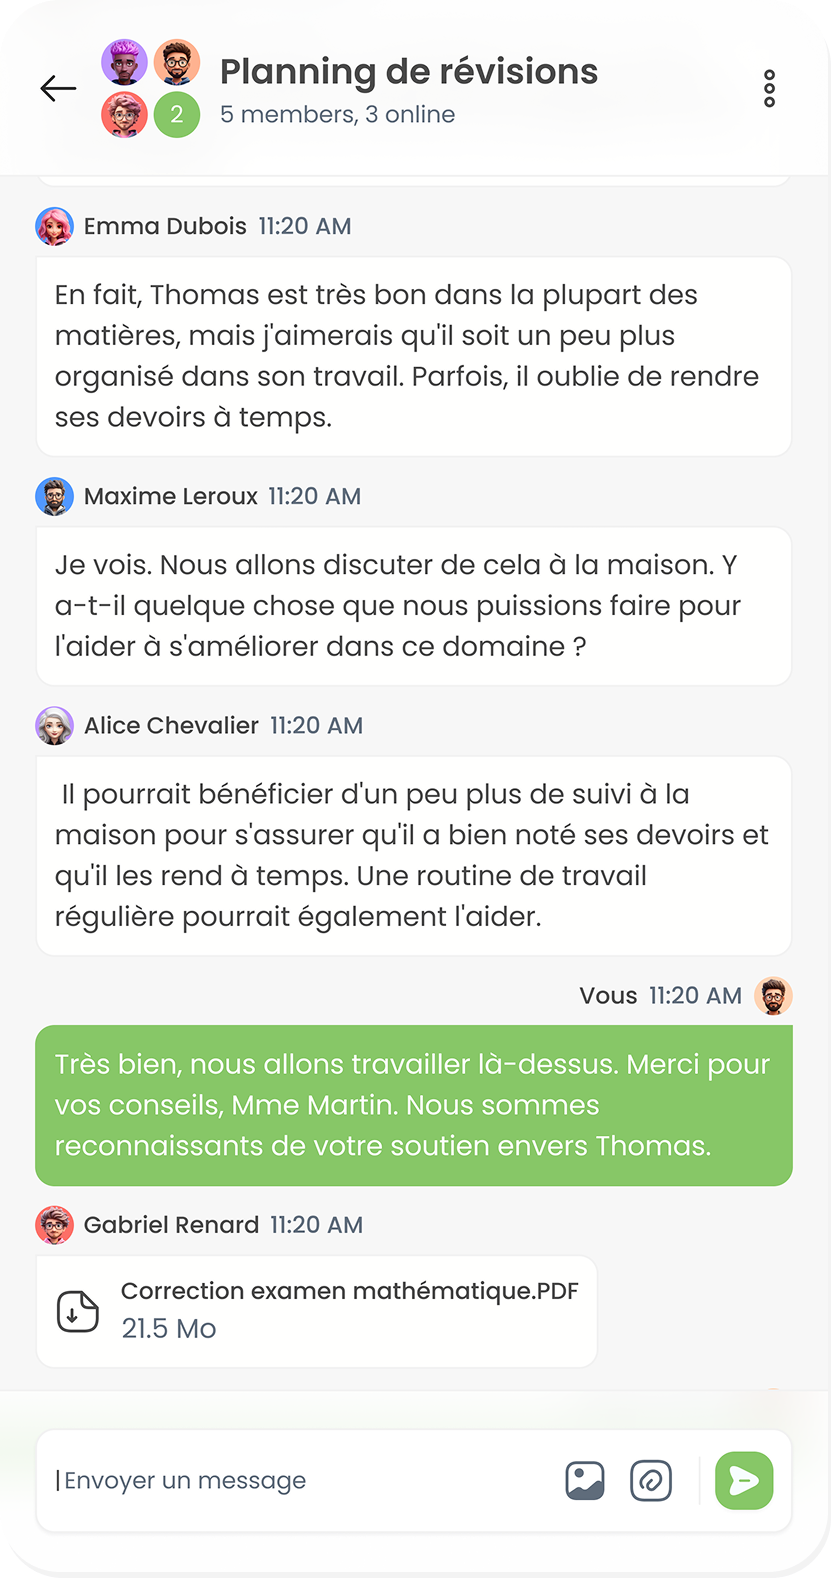 Planning de révisions
2
5 members, 3 online
Emma Dubois 11:20 AM
En fait, Thomas est très bon dans la plupart des
matières, mais j'aimerais qu'il soit un peu plus
organisé dans son travail. Parfois, il oublie de rendre
ses devoirs à temps.
Maxime Leroux 11:20 AM
Je vois. Nous allons discuter de cela à la maison. Y
a-t-il quelque chose que nous puissions faire pour
l'aider à s'améliorer dans ce domaine ?
Alice Chevalier 11:20 AM
Il pourrait bénéficier d'un peu plus de suivi à la
maison pour s'assurer qu'il a bien noté ses devoirs et
qu'il les rend à temps. Une routine de travail
régulière pourrait également l'aider.
Vous 11:20 AM
Très bien, nous allons travailler là-dessus. Merci pour
vos conseils, Mme Martin. Nous sommes
reconnaissants de votre soutien envers Thomas.
Gabriel Renard 11:20 AM
Correction examen mathématique.PDF
21.5 Mo
Envoyer un message